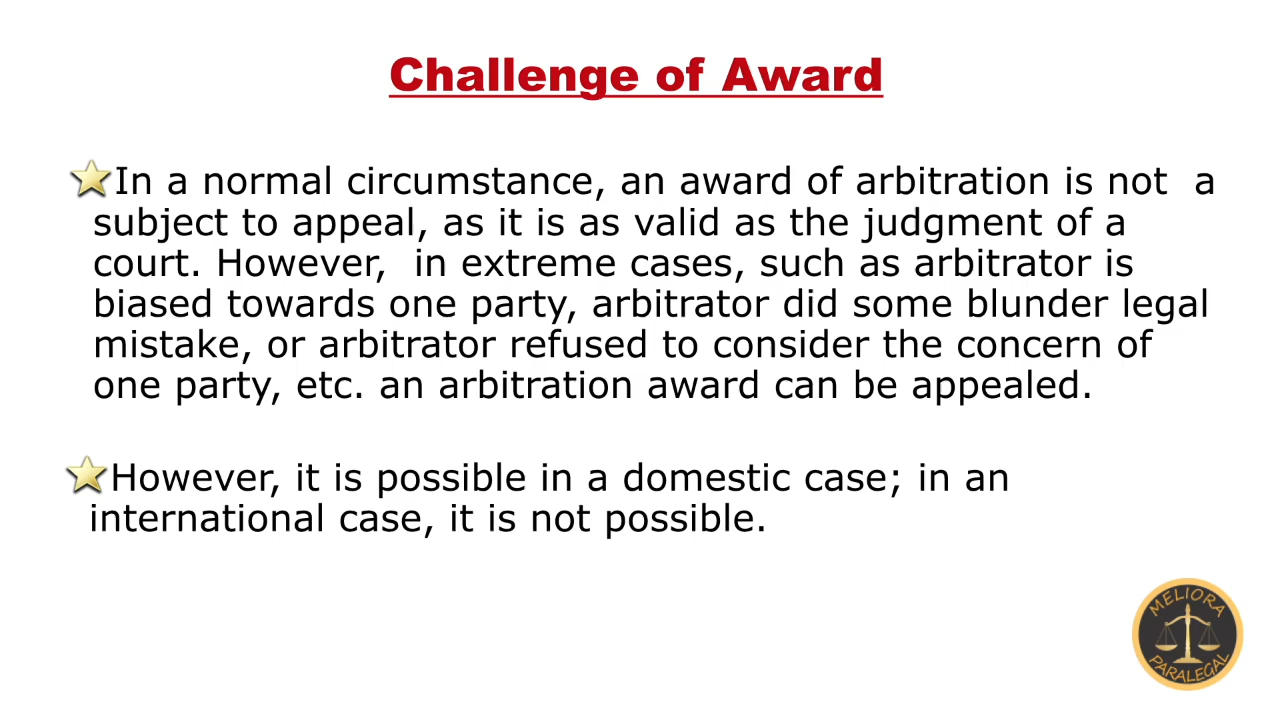 Challenge of Award
In a normal circumstance, an award of arbitration is not  a
subject to appeal, as it is as valid as the judgment of a
court. However,  in extreme cases, such as arbitrator is
biased towards one party, arbitrator did some blunder legal
mistake, or arbitrator refused to consider the concern of
one party, etc. an arbitration award can be appealed.
However, it is possible in a domestic case; in an
international case, it is not possible.
MELIORA
PARALEGAL